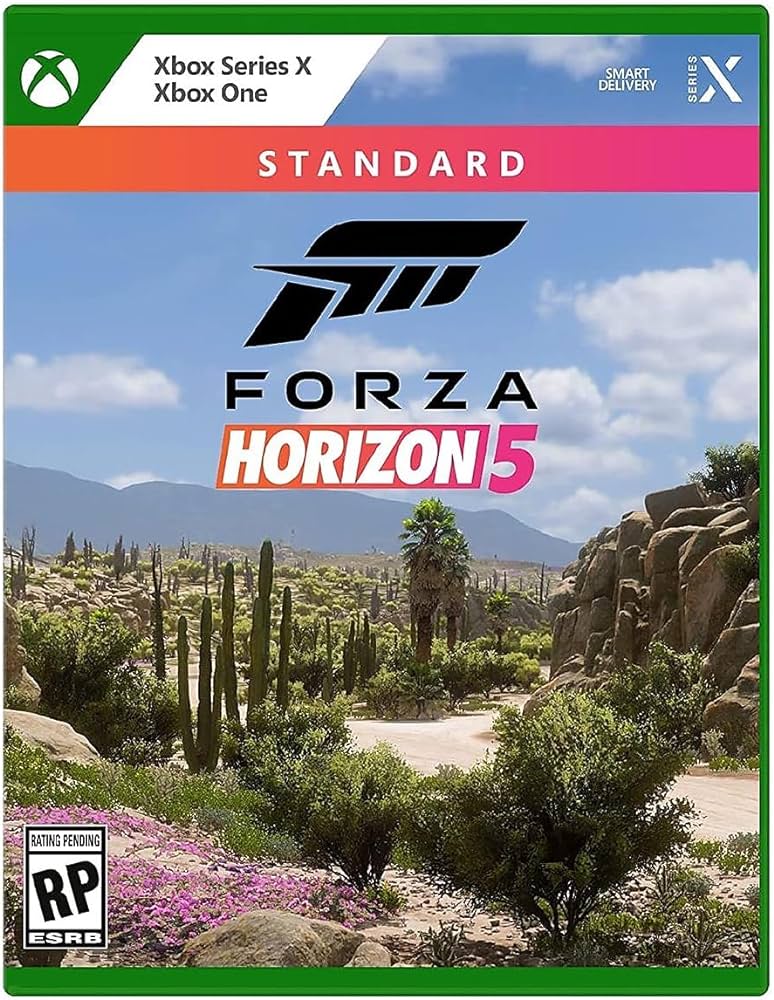 Xbox Series X
Xbox One
SMART
DELIVERY
SERIES X
STANDARD
FORZA
HORIZON 5
RATING PENDING
RP
ESRB